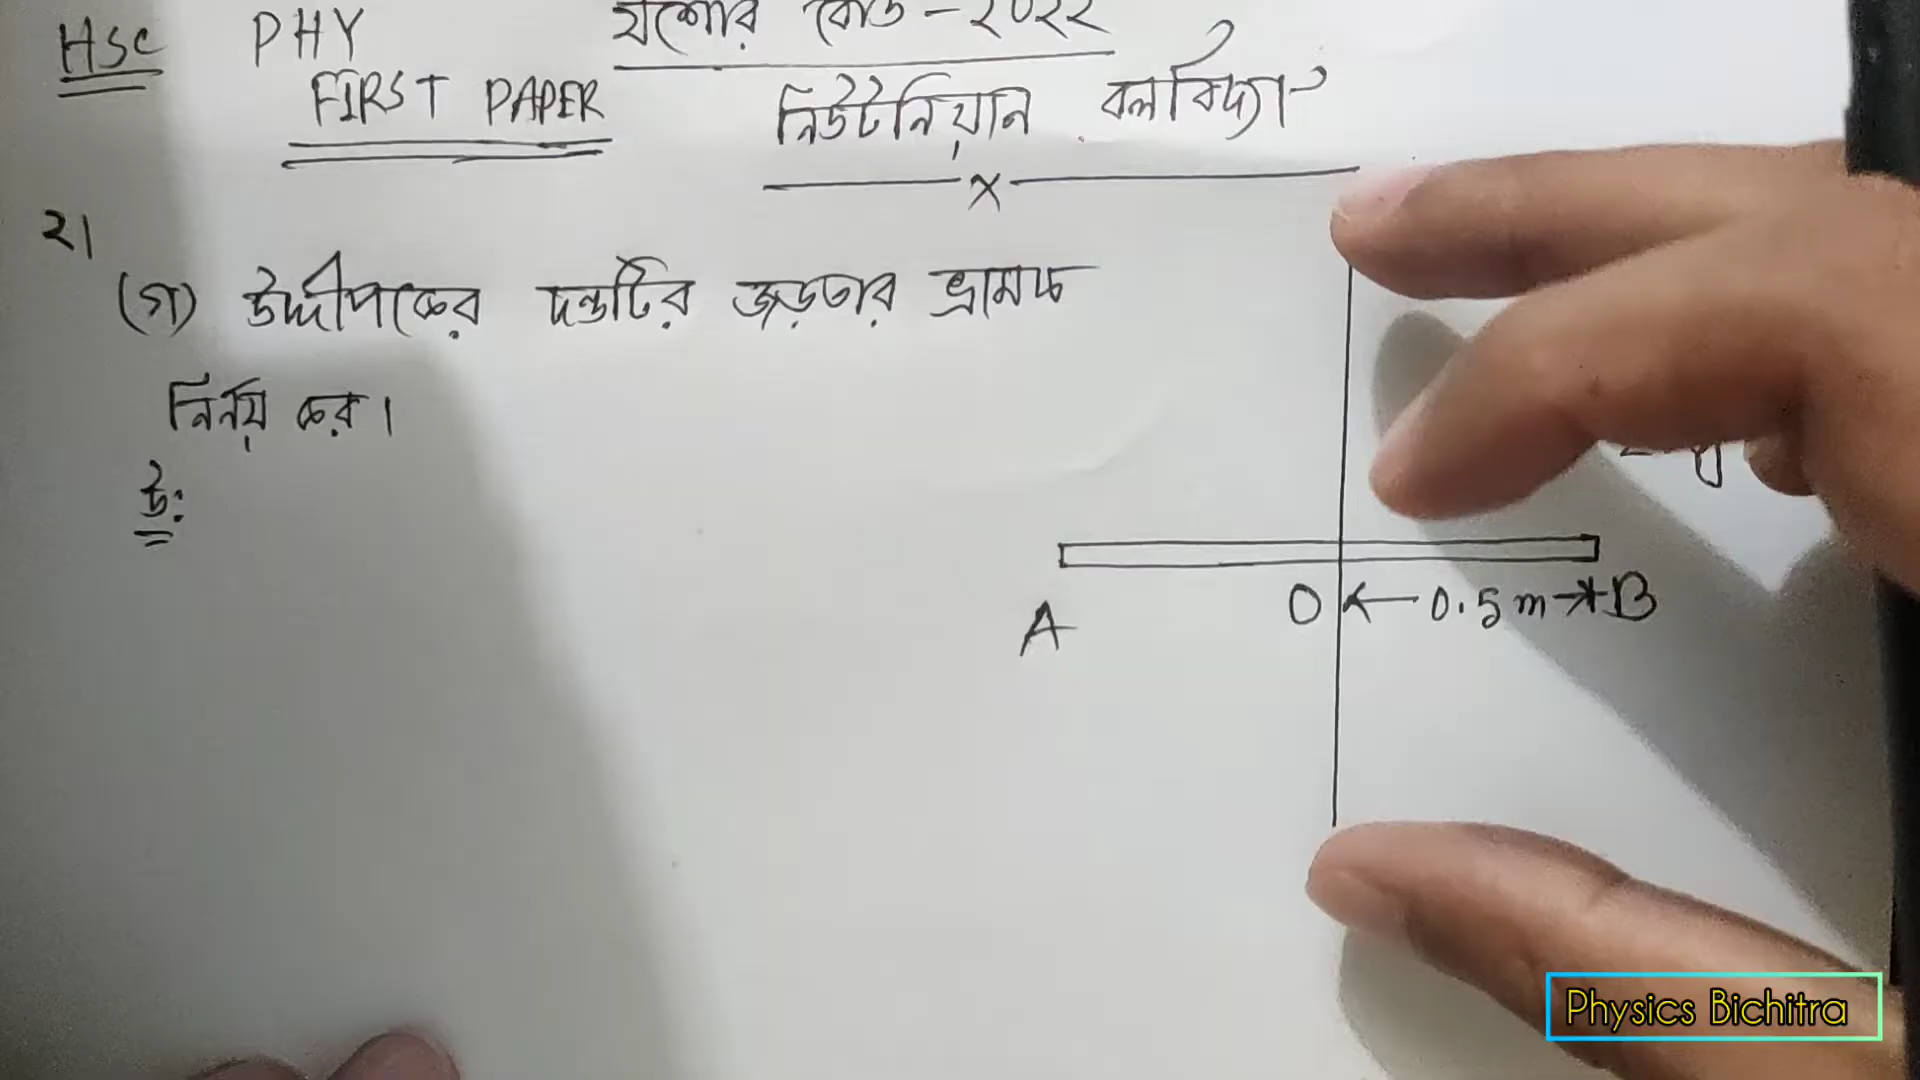 HSC PHY যশোর বোর্ড - ২০২২
FIRST PAPER নিউটনিয়ান বলবিদ্যা
x
২।
(গ) উদ্দীপকের দন্ডটির জড়তার ভ্রামক
নির্নয় কর।
উ:
A O 0.5 m B
Physics Bichitra